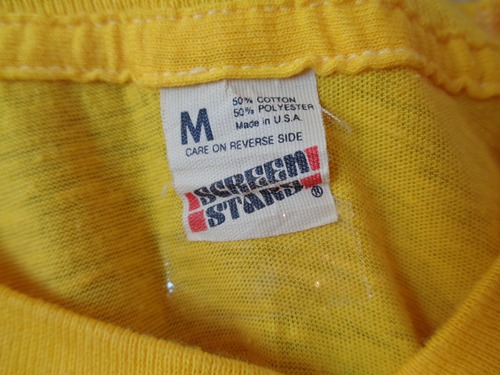 M
50% COTTON
50% POLYESTER
Made in U.S.A.
CARE ON REVERSE SIDE
SCREEN
STARS®